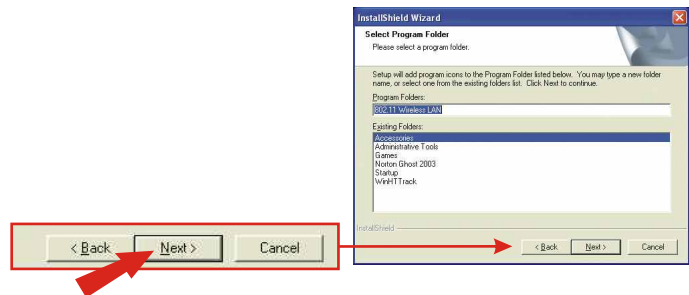 InstallShield Wizard
Select Program Folder
Please select a program folder.
Setup will add program icons to the Program Folder listed below. You may type a new folder
name, or select one from the existing folders list. Click Next to continue.
Program Folders:
802.11 Wireless LAN
Existing Folders:
Accessories
Administrative Tools
Games
Norton Ghost 2003
Startup
WinHTTrack
InstallShield
< Back Next > Cancel
< Back Next > Cancel